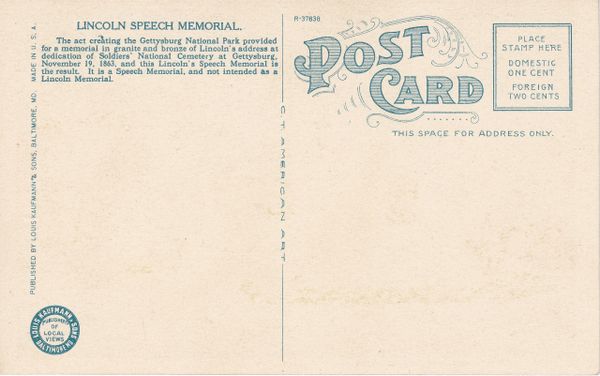 LINCOLN SPEECH MEMORIAL.
The act creating the Gettysburg National Park provided
for a memorial in granite and bronze of Lincoln's address at
dedication of Soldiers' National Cemetery at Gettysburg,
November 19, 1863, and this Lincoln's Speech Memorial is
the result. It is a Speech Memorial, and not intended as a
Lincoln Memorial.
MADE IN U. S. A.
PUBLISHED BY LOUIS KAUFMANN & SONS, BALTIMORE, MD.
LOUIS KAUFMANN & SONS
BALTIMORE MD.
PUBLISHERS
OF
LOCAL
VIEWS
C. T. AMERICAN ART
R-37838
POST
CARD
PLACE
STAMP HERE
DOMESTIC
ONE CENT
FOREIGN
TWO CENTS
THIS SPACE FOR ADDRESS ONLY.